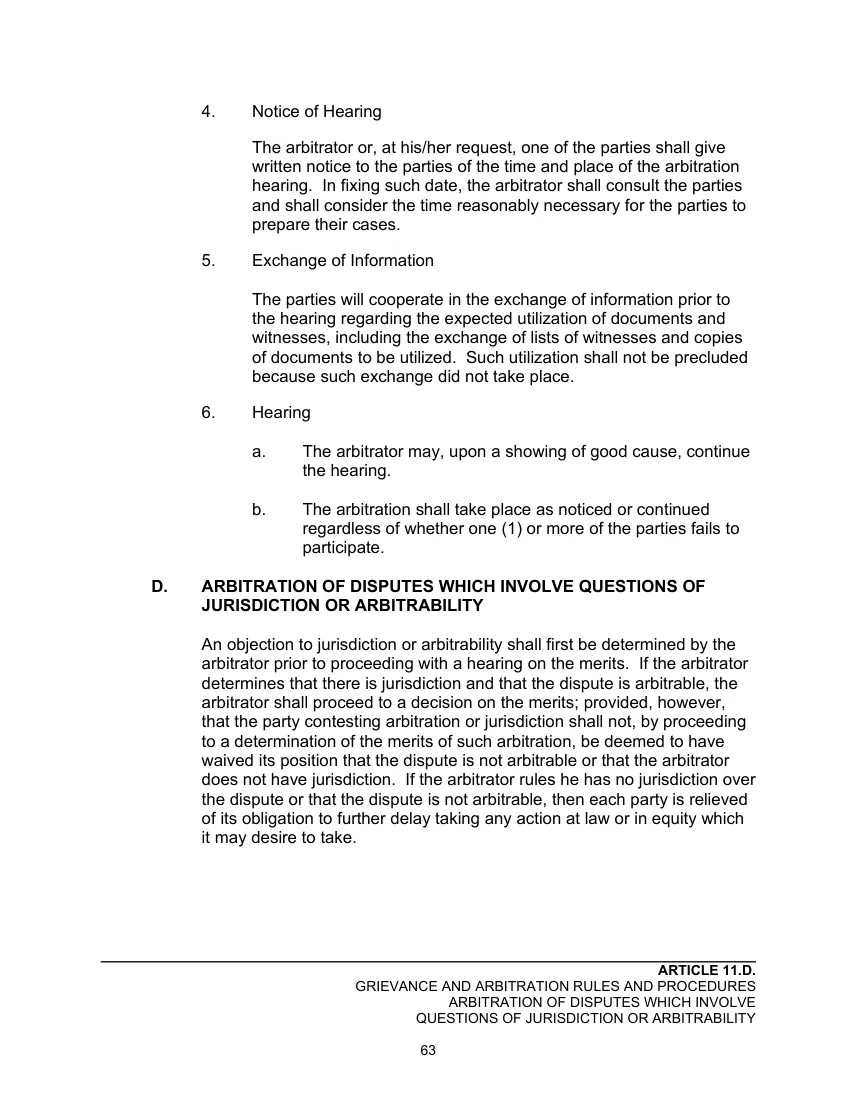 4. Notice of Hearing
The arbitrator or, at his/her request, one of the parties shall give
written notice to the parties of the time and place of the arbitration
hearing.  In fixing such date, the arbitrator shall consult the parties
and shall consider the time reasonably necessary for the parties to
prepare their cases.
5. Exchange of Information
The parties will cooperate in the exchange of information prior to
the hearing regarding the expected utilization of documents and
witnesses, including the exchange of lists of witnesses and copies
of documents to be utilized.  Such utilization shall not be precluded
because such exchange did not take place.
6. Hearing
a. The arbitrator may, upon a showing of good cause, continue
the hearing.
b. The arbitration shall take place as noticed or continued
regardless of whether one (1) or more of the parties fails to
participate.
D. ARBITRATION OF DISPUTES WHICH INVOLVE QUESTIONS OF
JURISDICTION OR ARBITRABILITY
An objection to jurisdiction or arbitrability shall first be determined by the
arbitrator prior to proceeding with a hearing on the merits.  If the arbitrator
determines that there is jurisdiction and that the dispute is arbitrable, the
arbitrator shall proceed to a decision on the merits; provided, however,
that the party contesting arbitration or jurisdiction shall not, by proceeding
to a determination of the merits of such arbitration, be deemed to have
waived its position that the dispute is not arbitrable or that the arbitrator
does not have jurisdiction.  If the arbitrator rules he has no jurisdiction over
the dispute or that the dispute is not arbitrable, then each party is relieved
of its obligation to further delay taking any action at law or in equity which
it may desire to take.
ARTICLE 11.D.
GRIEVANCE AND ARBITRATION RULES AND PROCEDURES
ARBITRATION OF DISPUTES WHICH INVOLVE
QUESTIONS OF JURISDICTION OR ARBITRABILITY
63